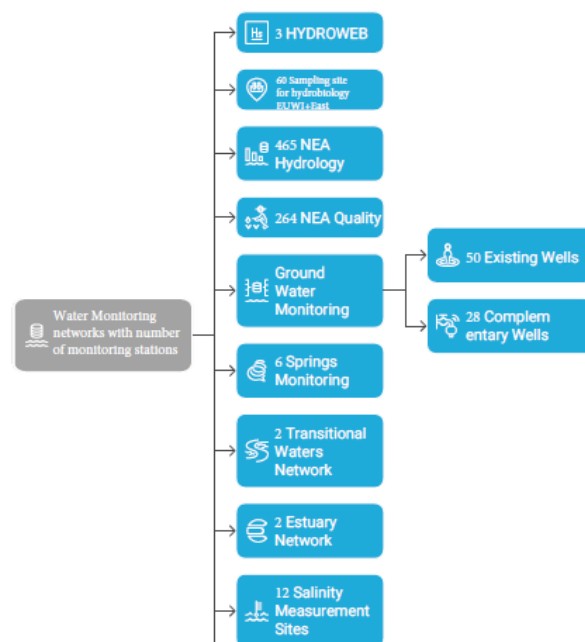 Hs
3 HYDROWEB
60 Sampling site
for hydrobiology
EUWI+East
465 NEA
Hydrology
264 NEA Quality
Ground
Water
Monitoring
50 Existing Wells
28 Complem
entary Wells
Water Monitoring
networks with number
of monitoring stations
6 Springs
Monitoring
2 Transitional
Waters
Network
2 Estuary
Network
12 Salinity
Measurement
Sites